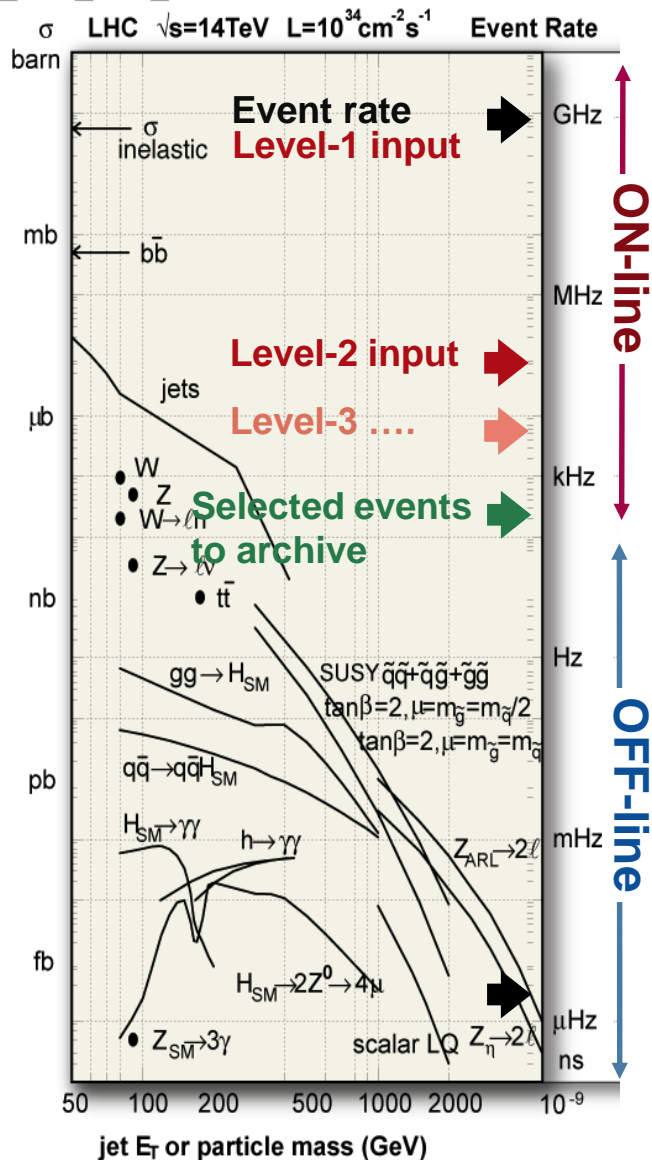 σ LHC √s=14TeV L=10³⁴cm⁻²s⁻¹ Event Rate
barn
Event rate
GHz
σ
inelastic
Level-1 input
ON-line
mb
bb̄
MHz
Level-2 input
jets
μb
Level-3 ....
W
kHz
Z
Selected events
W→ℓn
to archive
Z→ℓν
nb
tt̄
Hz
gg→H_SM
SUSY q̃q̃+q̃g̃+g̃g̃
tanβ=2,μ=m_g̃=m_q̃/2
tanβ=2,μ=m_g̃=m_q̃
OFF-line
qq̄→qq̄H_SM
pb
H_SM→γγ
h→γγ
mHz
Z_ARL→2ℓ
fb
H_SM→2Z⁰→4μ
μHz
Z_SM→3γ
scalar LQ
Z_η→2ℓ
ns
50 100 200 500 1000 2000 10⁻⁹
jet E_T or particle mass (GeV)